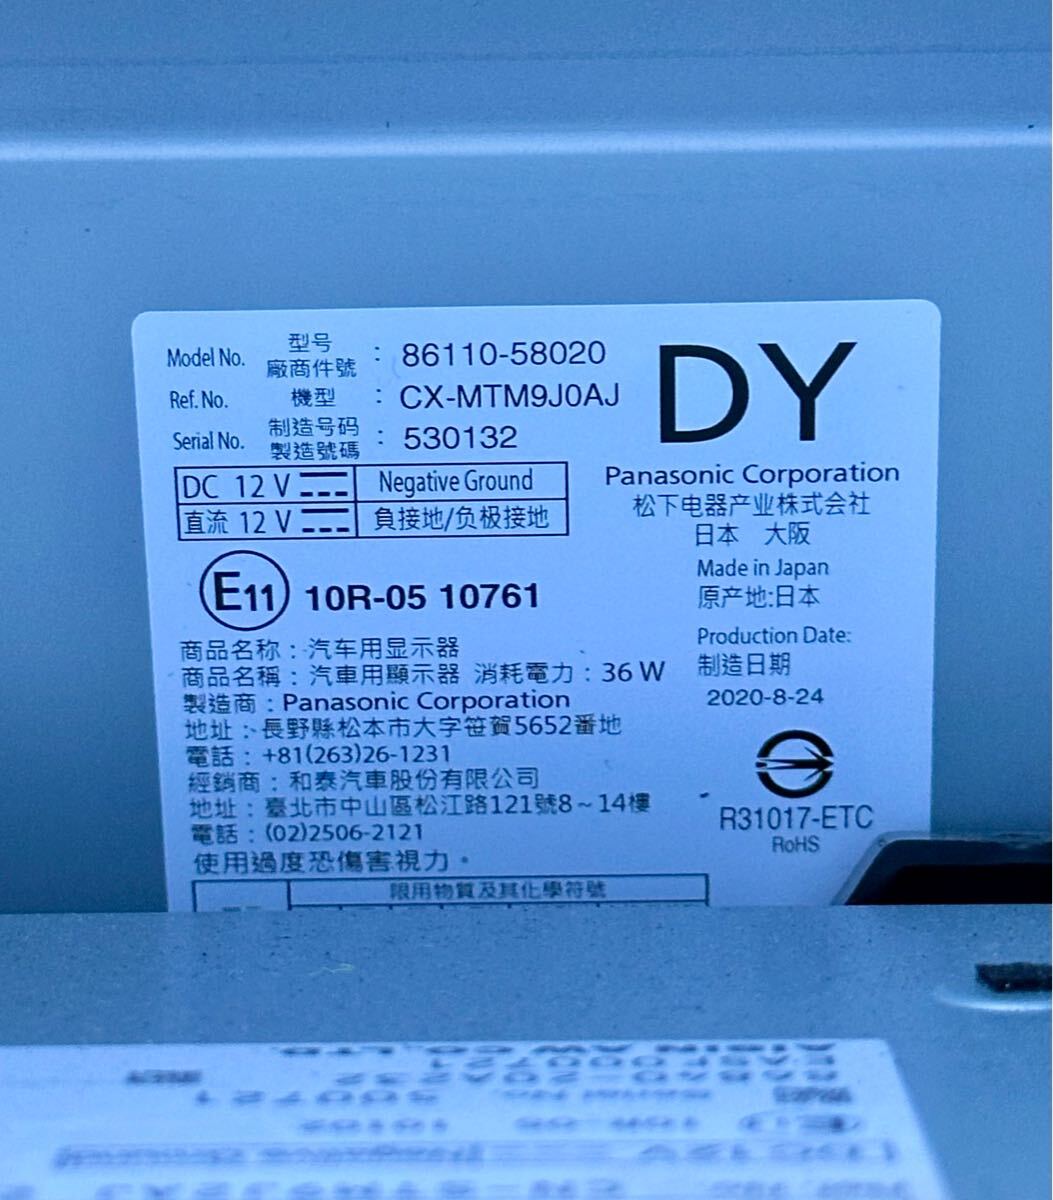 Model No. 型号 廠商件號 : 86110-58020
Ref. No. 機型 : CX-MTM9J0AJ
Serial No. 制造号码 製造號碼 : 530132
DY
DC 12 V Negative Ground
直流 12 V 負接地/负极接地
Panasonic Corporation
松下电器产业株式会社
日本 大阪
Made in Japan
原产地:日本
E11 10R-05 10761
Production Date:
制造日期
2020-8-24
商品名称：汽车用显示器
商品名稱：汽車用顯示器 消耗電力：36 W
製造商：Panasonic Corporation
地址：長野縣松本市大字笹賀5652番地
電話：+81(263)26-1231
經銷商：和泰汽車股份有限公司
地址：臺北市中山區松江路121號8～14樓
電話：(02)2506-2121
使用過度恐傷害視力。
R31017-ETC
RoHS
限用物質及其化學符號